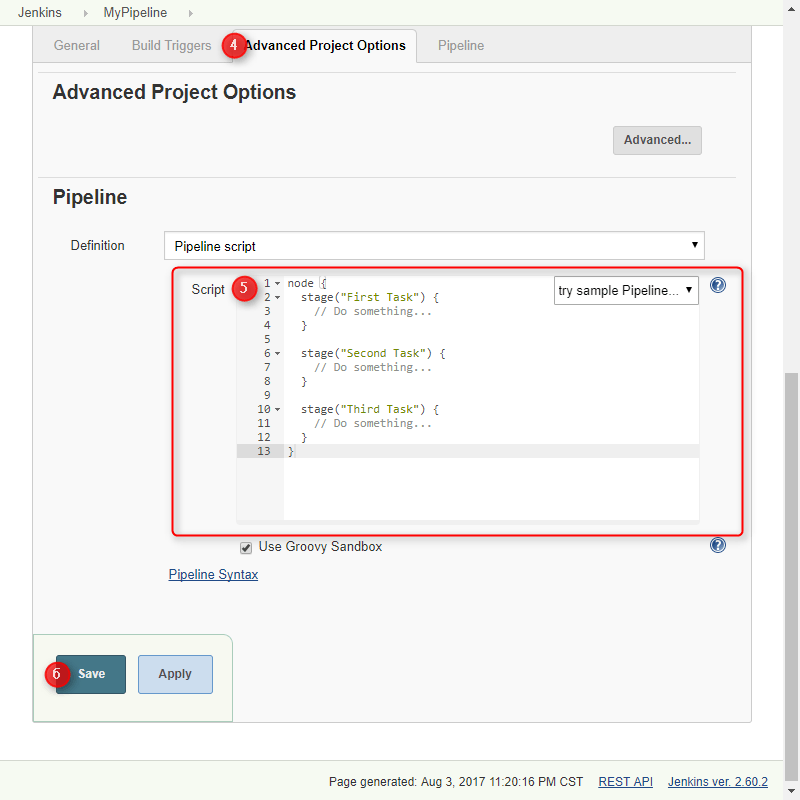 Jenkins MyPipeline
General Build Triggers 4 Advanced Project Options Pipeline
Advanced Project Options
Advanced...
Pipeline
Definition Pipeline script
Script 5 try sample Pipeline... ?
1 node {
2 stage("First Task") {
3 // Do something...
4 }
5
6 stage("Second Task") {
7 // Do something...
8 }
9
10 stage("Third Task") {
11 // Do something...
12 }
13 }
Use Groovy Sandbox ?
Pipeline Syntax
6 Save Apply
Page generated: Aug 3, 2017 11:20:16 PM CST REST API Jenkins ver. 2.60.2